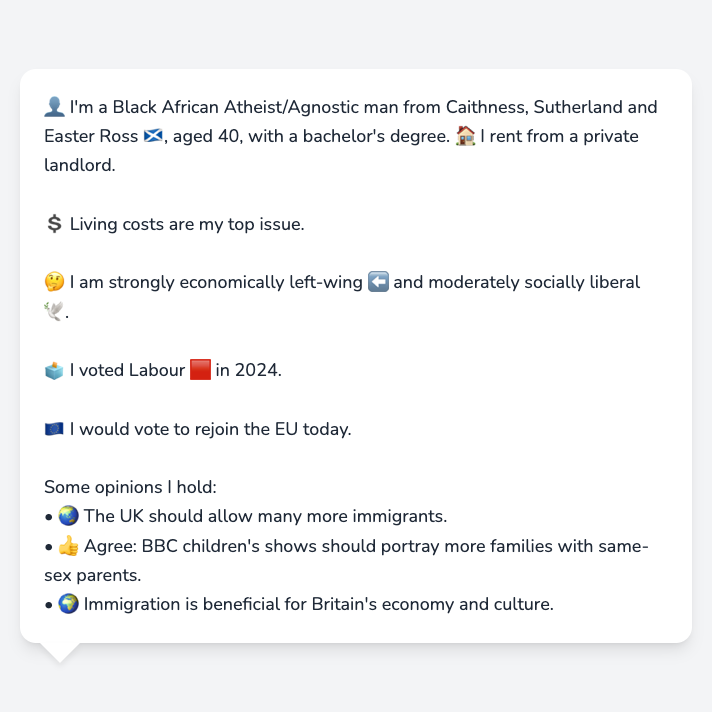 👤 I'm a Black African Atheist/Agnostic man from Caithness, Sutherland and
Easter Ross 🏴󠁧󠁢󠁳󠁣󠁴󠁿, aged 40, with a bachelor's degree. 🏠 I rent from a private
landlord.
💲 Living costs are my top issue.
🤔 I am strongly economically left-wing ⬅️ and moderately socially liberal
🕊️.
🗳️ I voted Labour 🟥 in 2024.
🇪🇺 I would vote to rejoin the EU today.
Some opinions I hold:
• 🌏 The UK should allow many more immigrants.
• 👍 Agree: BBC children's shows should portray more families with same-
sex parents.
• 🌍 Immigration is beneficial for Britain's economy and culture.